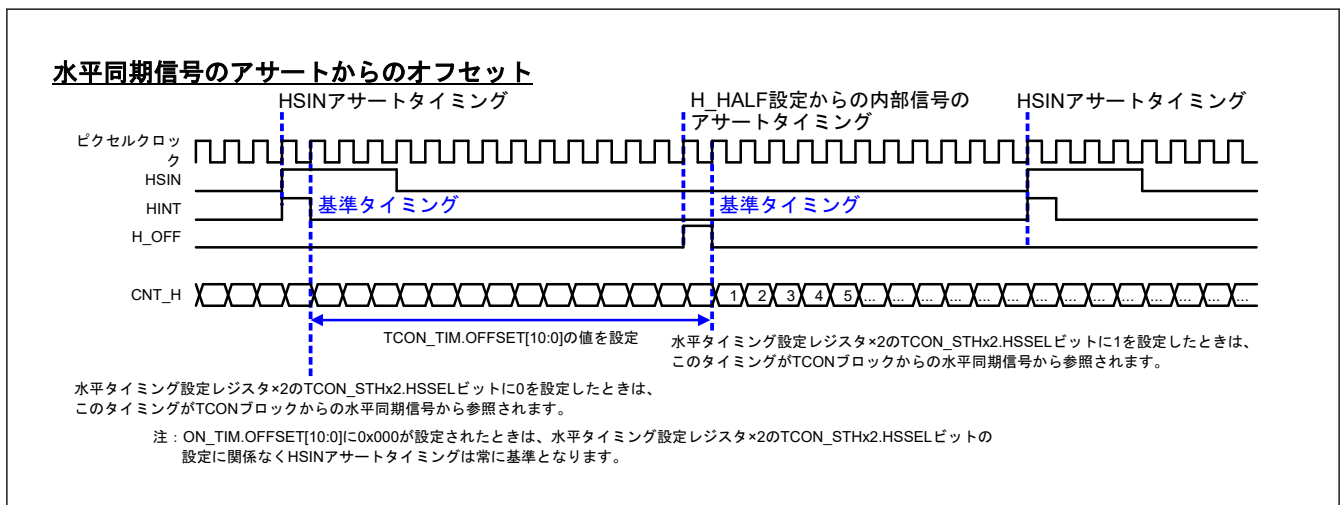 水平同期信号のアサートからのオフセット
HSINアサートタイミング
H_HALF設定からの内部信号の
アサートタイミング
HSINアサートタイミング
ピクセルクロッ
ク
HSIN
HINT
基準タイミング
基準タイミング
H_OFF
CNT_H
1 2 3 4 5 ... ... ... ... ... ... ... ... ... ... ... ... ... ...
TCON_TIM.OFFSET[10:0]の値を設定
水平タイミング設定レジスタ×2のTCON_STHx2.HSSELビットに1を設定したときは、
このタイミングがTCONブロックからの水平同期信号から参照されます。
水平タイミング設定レジスタ×2のTCON_STHx2.HSSELビットに0を設定したときは、
このタイミングがTCONブロックからの水平同期信号から参照されます。
注：ON_TIM.OFFSET[10:0]に0x000が設定されたときは、水平タイミング設定レジスタ×2のTCON_STHx2.HSSELビットの
設定に関係なくHSINアサートタイミングは常に基準となります。